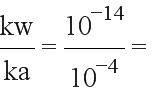 kw/ka = 10^-14/10^-4 =